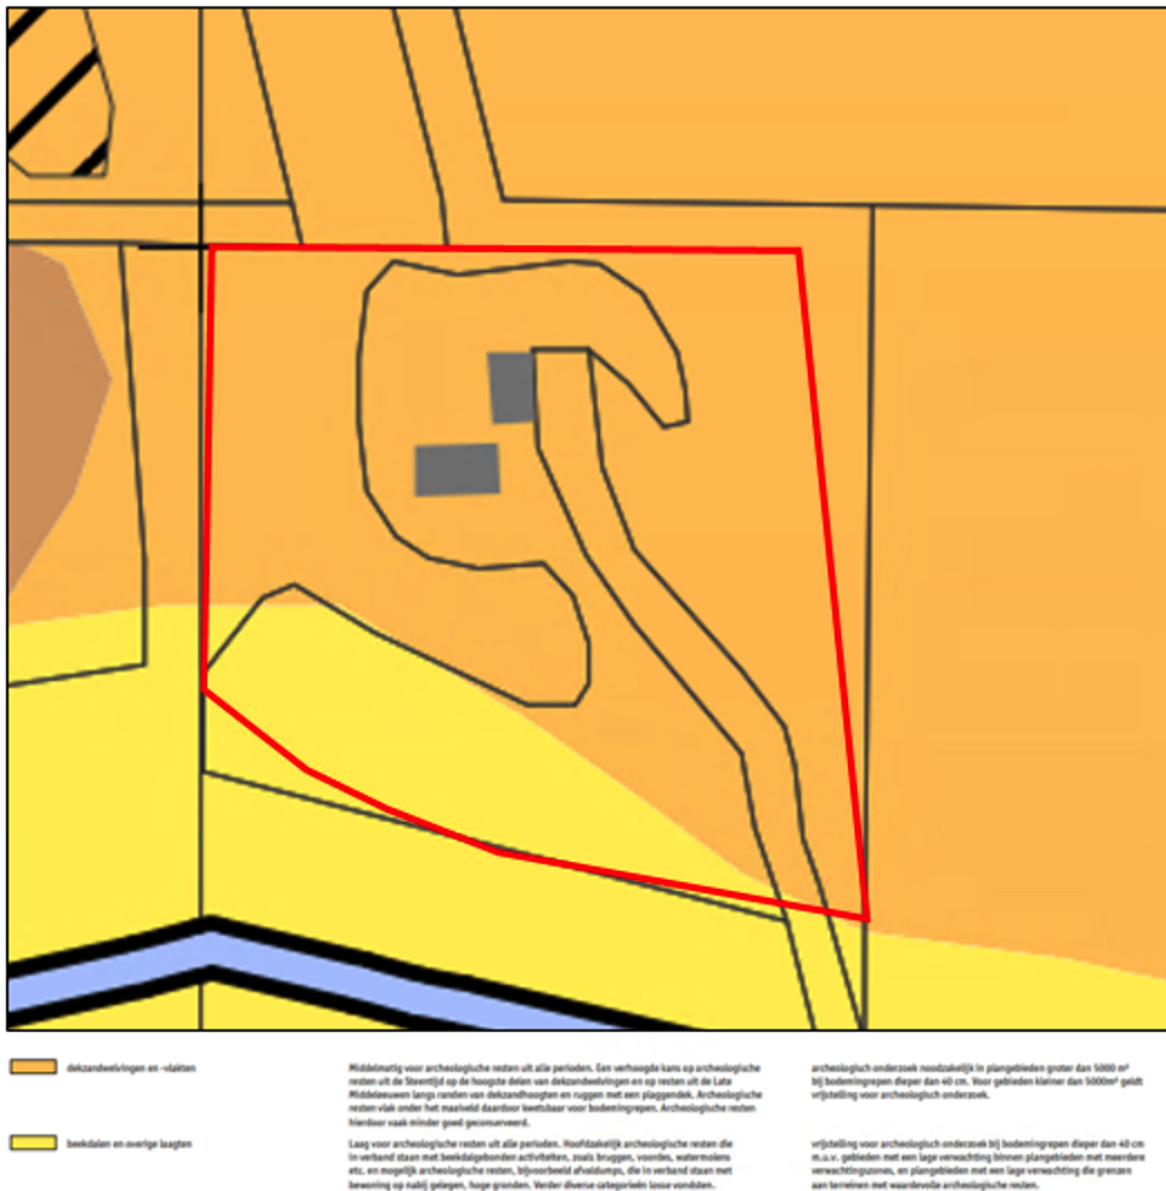 dekzandwelvingen en -vlakten
Middelmatig voor archeologische resten uit alle perioden. Een verhoogde kans op archeologische
resten uit de Steentijd op de hoogste delen van dekzandwelvingen en op resten uit de Late
Middeleeuwen langs randen van dekzandhoogten en ruggen met een plaggendek. Archeologische
resten vlak onder het maaiveld daardoor kwetsbaar voor bodemingrepen. Archeologische resten
hierdoor vaak minder goed geconserveerd.
archeologisch onderzoek noodzakelijk in plangebieden groter dan 5000 m²
bij bodemingrepen dieper dan 40 cm. Voor gebieden kleiner dan 5000m² geldt
vrijstelling voor archeologisch onderzoek.
beekdalen en overige laagten
Laag voor archeologische resten uit alle perioden. Hoofdzakelijk archeologische resten die
in verband staan met beekdalgebonden activiteiten, zoals bruggen, voordes, watermolens
etc. en mogelijk archeologische resten, bijvoorbeeld afvaldumps, die in verband staan met
bewoning op nabij gelegen, hoge gronden. Verder diverse categorieën losse vondsten.
vrijstelling voor archeologisch onderzoek bij bodemingrepen dieper dan 40 cm
m.u.v. gebieden met een lage verwachting binnen plangebieden met meerdere
verwachtingszones, en plangebieden met een lage verwachting die grenzen
aan terreinen met waardevolle archeologische resten.